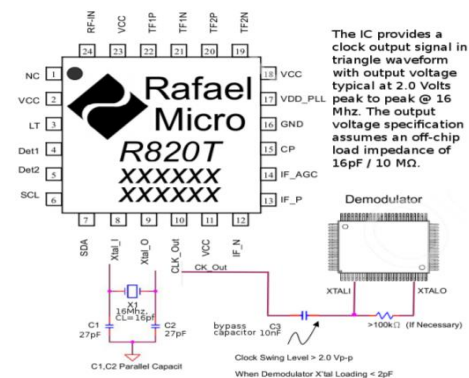 RF-IN
VCC
TF1P
TF1N
TF2P
TF2N
24
23
22
21
20
19
NC
1
VCC
2
LT
3
Det1
4
Det2
5
SCL
6
18
VCC
17
VDD_PLL
16
GND
15
CP
14
IF_AGC
13
IF_P
Rafael
Micro
R820T
XXXXXX
XXXXXX
7
8
9
10
11
12
SDA
Xtal_I
Xtal_O
CLK_Out
VCC
IF_N
The IC provides a
clock output signal in
triangle waveform
with output voltage
typical at 2.0 Volts
peak to peak @ 16
Mhz. The output
voltage specification
assumes an off-chip
load impedance of
16pF / 10 MΩ.
Demodulator
XTALI
XTALO
CK_Out
X1
16Mhz.
CL= 16pf
C1
27pF
C2
27pF
C1,C2 Parallel Capacit
bypass
capacitor
C3
10nF
>100kΩ (If Necessary)
Clock Swing Level > 2.0 Vp-p
When Demodulator X'tal Loading < 2pF